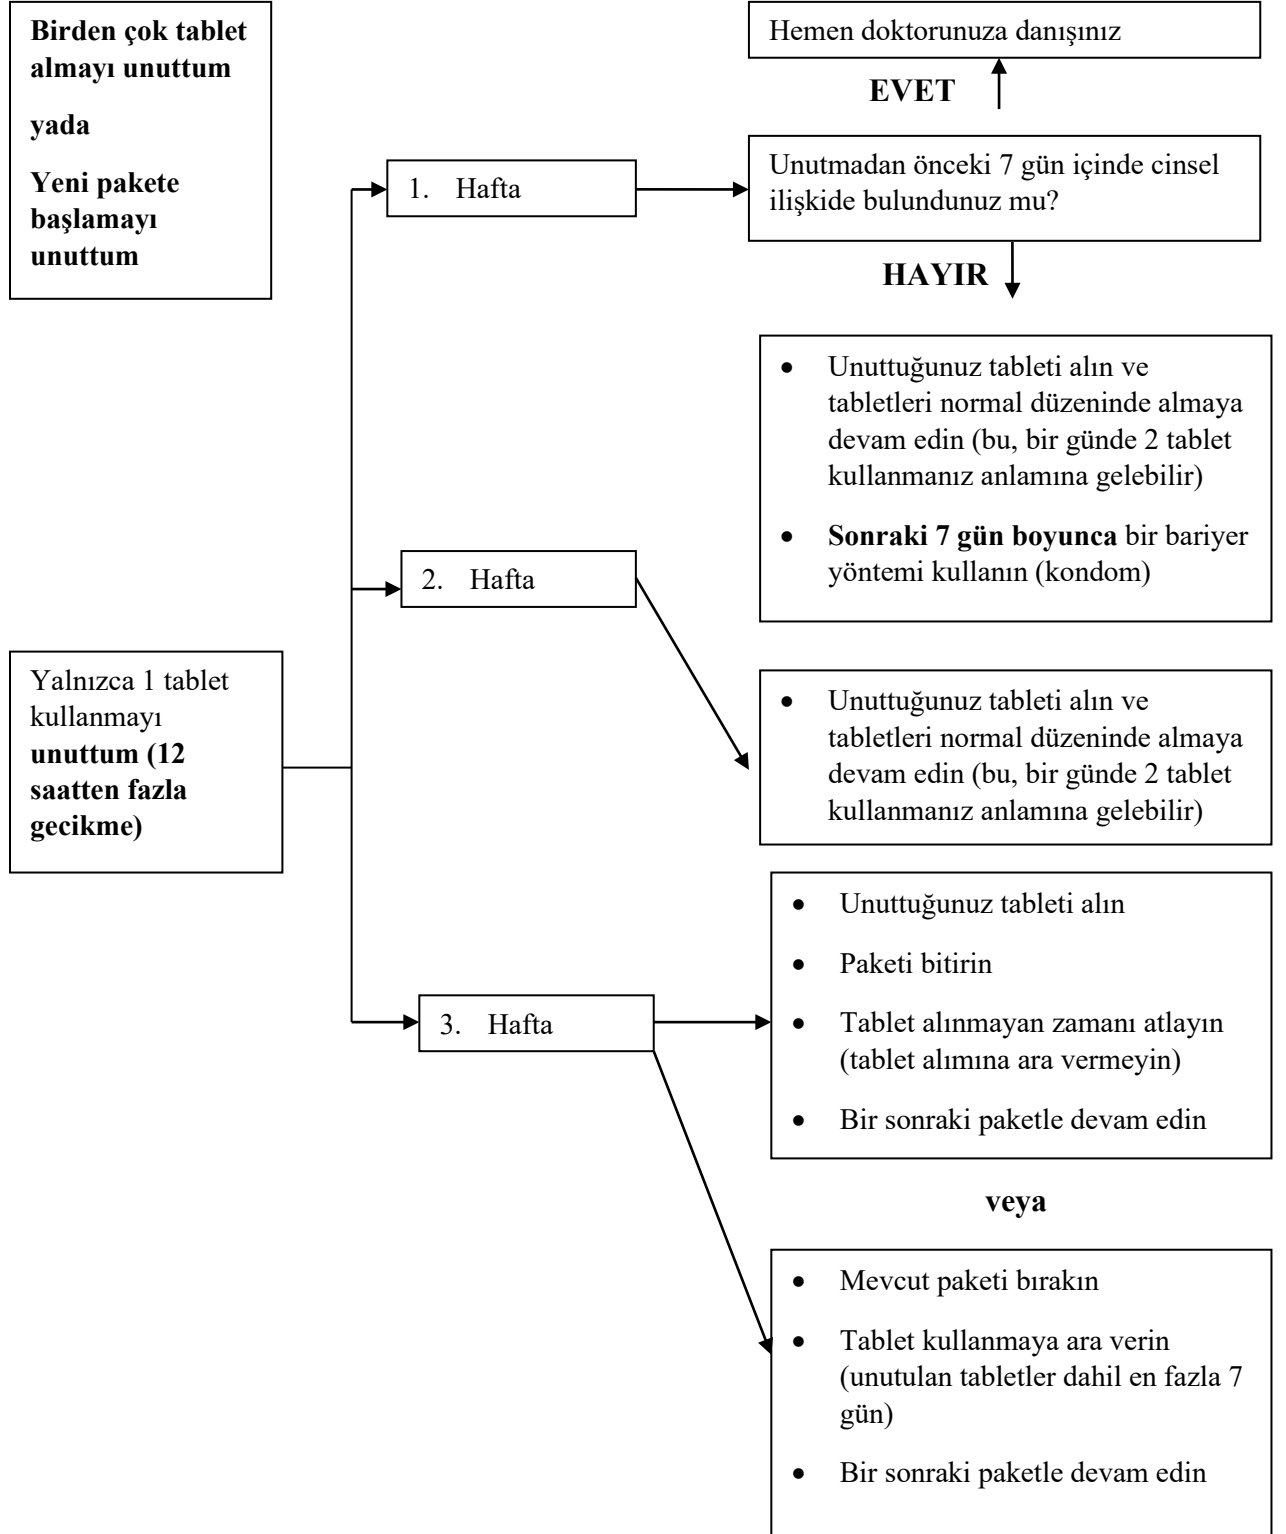 Birden çok tablet
almayı unuttum
yada
Yeni pakete
başlamayı
unuttum
Hemen doktorunuza danışınız
EVET
1. Hafta
Unutmadan önceki 7 gün içinde cinsel
ilişkide bulundunuz mu?
HAYIR
• Unuttuğunuz tableti alın ve
tabletleri normal düzeninde almaya
devam edin (bu, bir günde 2 tablet
kullanmanız anlamına gelebilir)
• Sonraki 7 gün boyunca bir bariyer
yöntemi kullanın (kondom)
2. Hafta
Yalnızca 1 tablet
kullanmayı
unuttum (12
saatten fazla
gecikme)
• Unuttuğunuz tableti alın ve
tabletleri normal düzeninde almaya
devam edin (bu, bir günde 2 tablet
kullanmanız anlamına gelebilir)
3. Hafta
• Unuttuğunuz tableti alın
• Paketi bitirin
• Tablet alınmayan zamanı atlayın
(tablet alımına ara vermeyin)
• Bir sonraki paketle devam edin
veya
• Mevcut paketi bırakın
• Tablet kullanmaya ara verin
(unutulan tabletler dahil en fazla 7
gün)
• Bir sonraki paketle devam edin